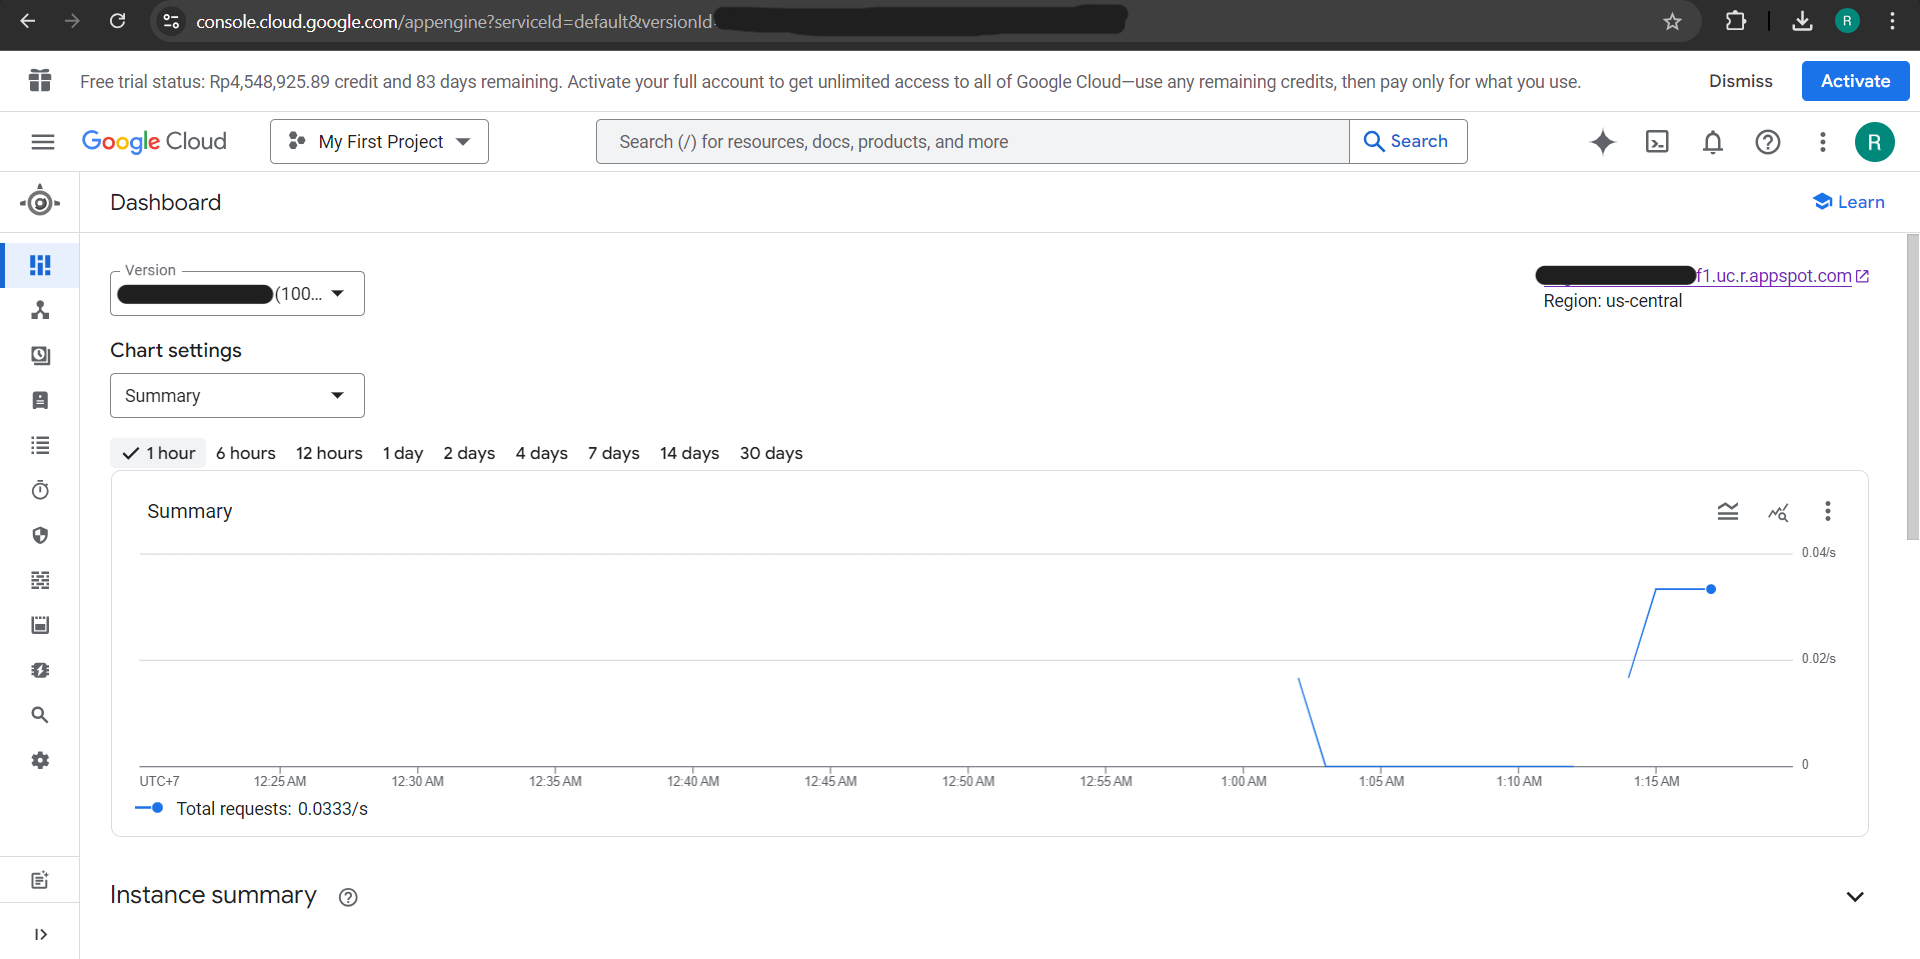 console.cloud.google.com/appengine?serviceId=default&versionId
R
Free trial status: Rp4,548,925.89 credit and 83 days remaining. Activate your full account to get unlimited access to all of Google Cloud—use any remaining credits, then pay only for what you use.
Dismiss
Activate
Google Cloud
My First Project
Search (/) for resources, docs, products, and more
Search
R
Dashboard
Learn
Version
(100...
f1.uc.r.appspot.com
Region: us-central
Chart settings
Summary
1 hour 6 hours 12 hours 1 day 2 days 4 days 7 days 14 days 30 days
Summary
0.04/s
0.02/s
0
UTC+7 12:25 AM 12:30 AM 12:35 AM 12:40 AM 12:45 AM 12:50 AM 12:55 AM 1:00 AM 1:05 AM 1:10 AM 1:15 AM
Total requests: 0.0333/s
Instance summary